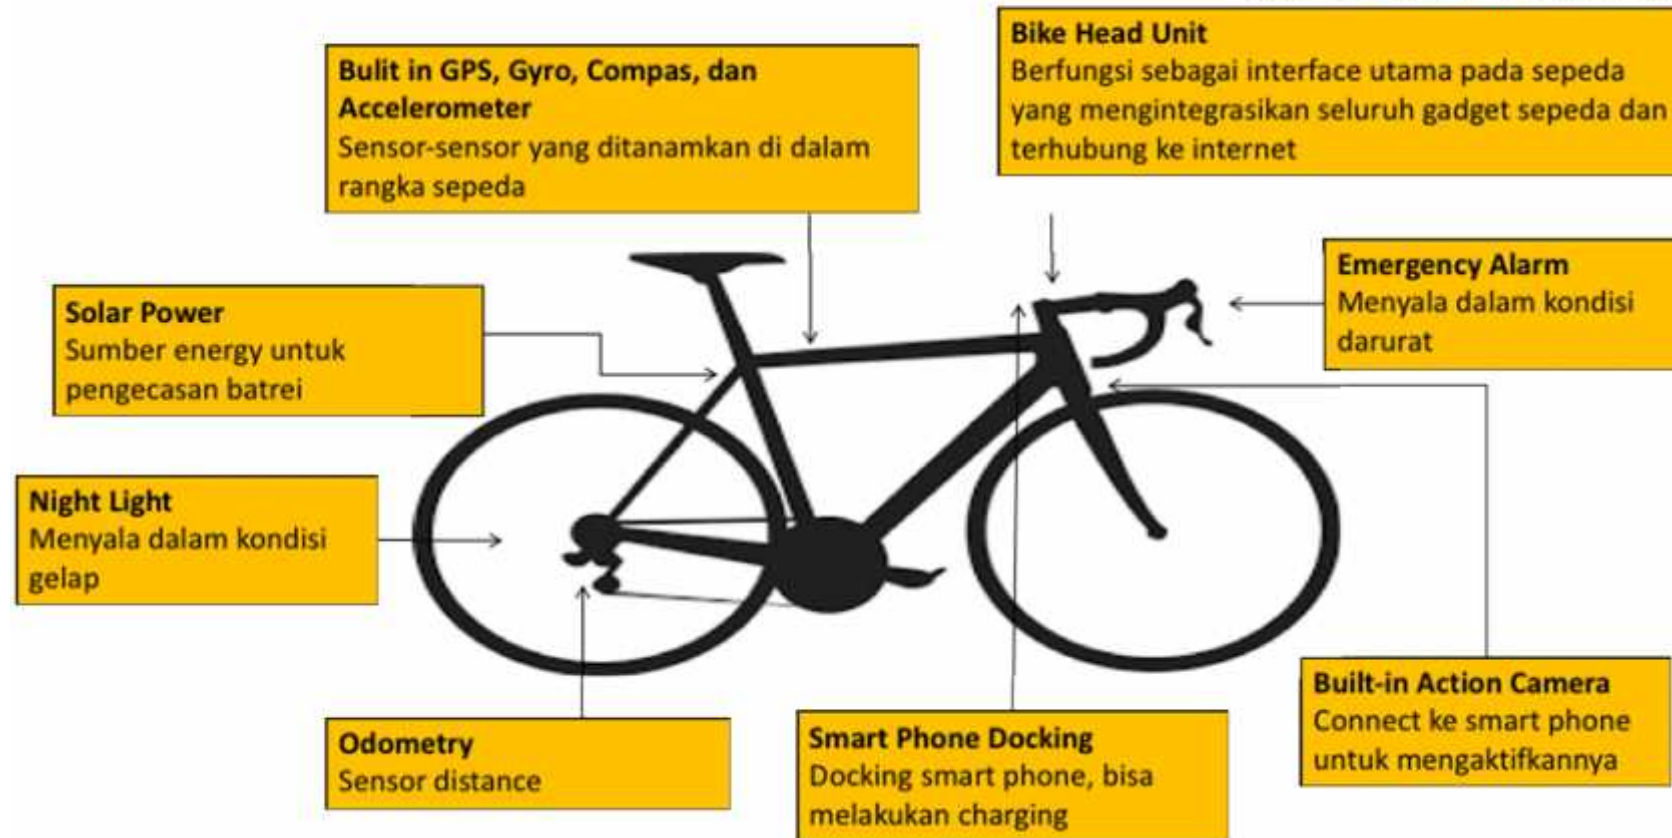 Bulit in GPS, Gyro, Compas, dan
Accelerometer
Sensor-sensor yang ditanamkan di dalam
rangka sepeda
Bike Head Unit
Berfungsi sebagai interface utama pada sepeda
yang mengintegrasikan seluruh gadget sepeda dan
terhubung ke internet
Solar Power
Sumber energy untuk
pengecasan batrei
Emergency Alarm
Menyala dalam kondisi
darurat
Night Light
Menyala dalam kondisi
gelap
Odometry
Sensor distance
Smart Phone Docking
Docking smart phone, bisa
melakukan charging
Built-in Action Camera
Connect ke smart phone
untuk mengaktifkannya